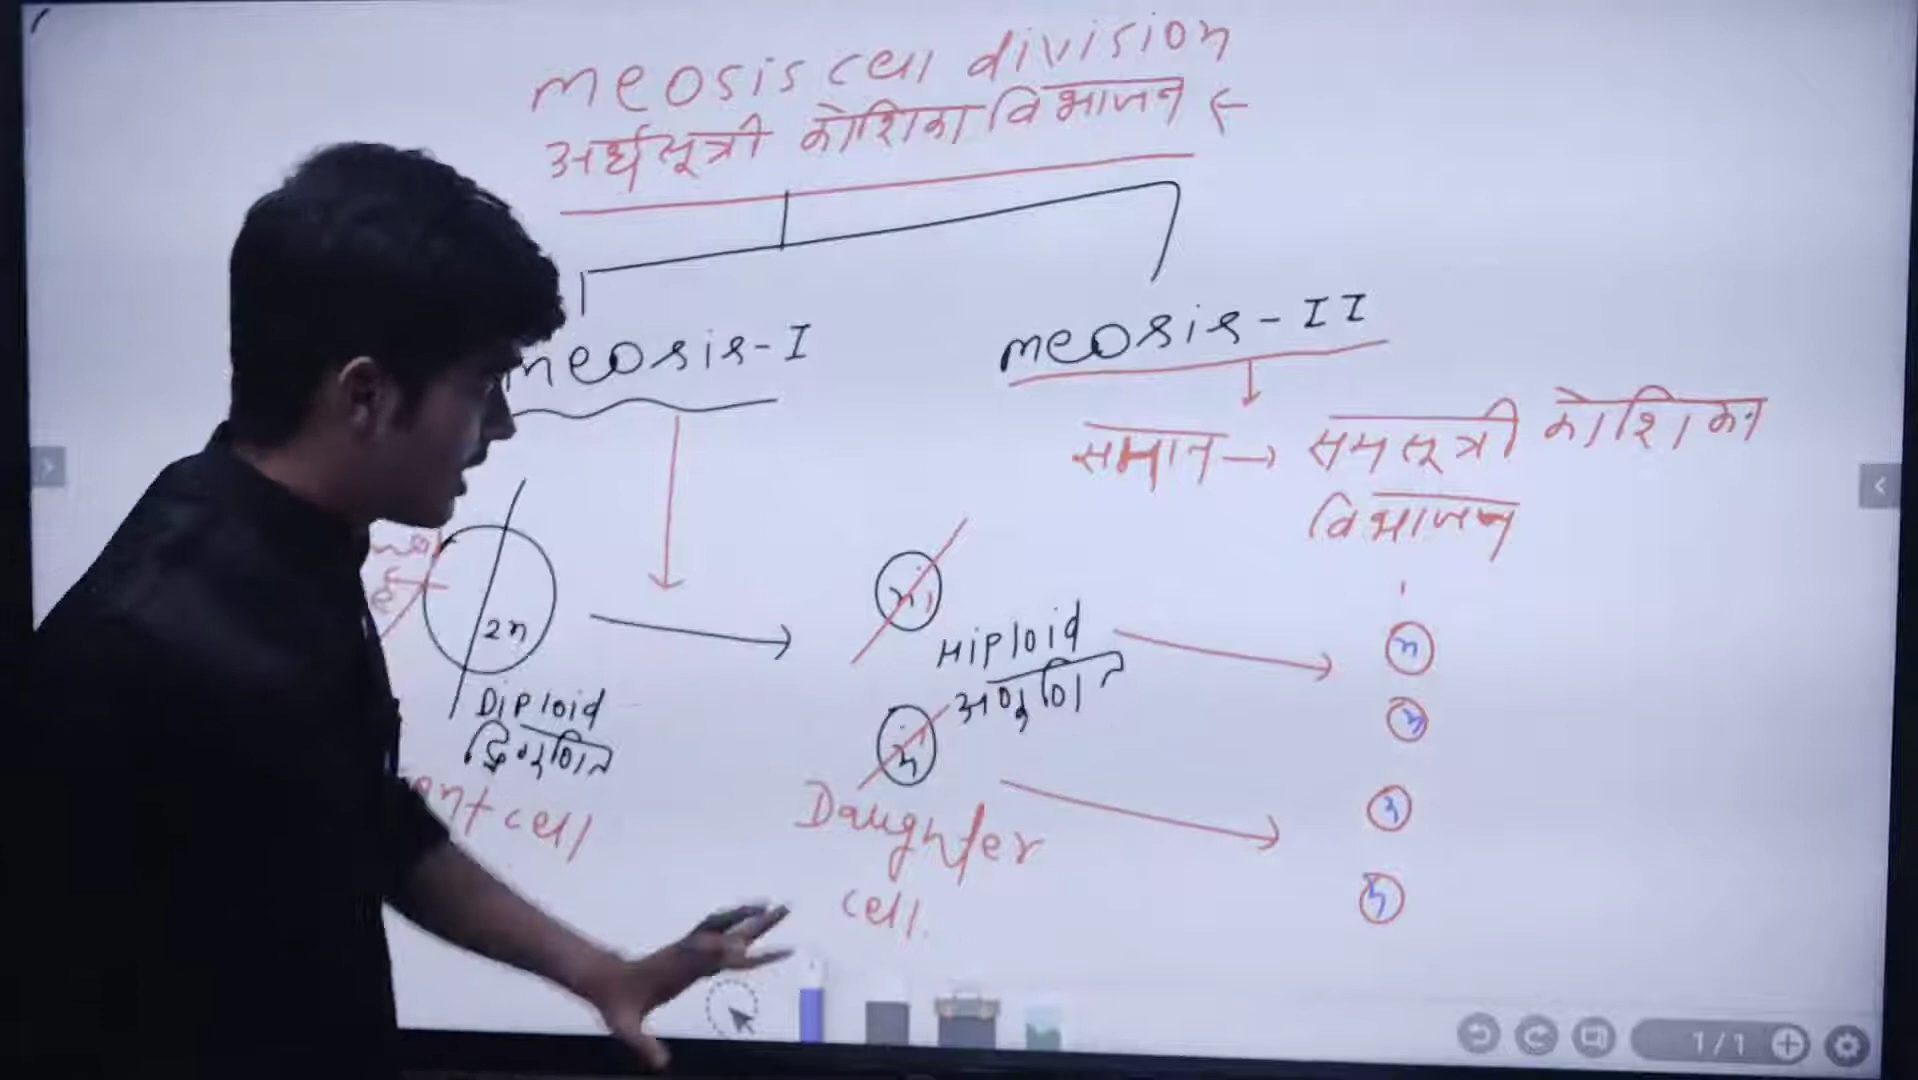 meosis cell division
अर्धसूत्री कोशिका विभाजन
meosis-I
meosis-II
समान → समसूत्री कोशिका
विभाजन
2n
Diploid
द्विगुणित
cell
n
Hiploid
अगुणित
n
Daughter
cell
n
n
n
n
1/1